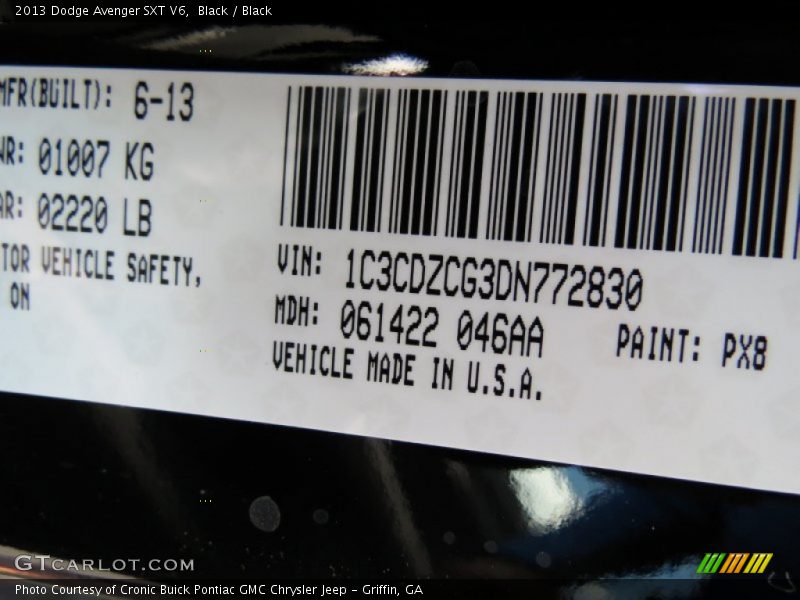 2013 Dodge Avenger SXT V6,  Black / Black
MFR(BUILT): 6-13
WR: 01007 KG
AR: 02220 LB
TOR VEHICLE SAFETY,
ON
VIN: 1C3CDZCG3DN772830
MDH: 061422 046AA
PAINT: PX8
VEHICLE MADE IN U.S.A.
GTCARLOT.COM
Photo Courtesy of Cronic Buick Pontiac GMC Chrysler Jeep - Griffin, GA